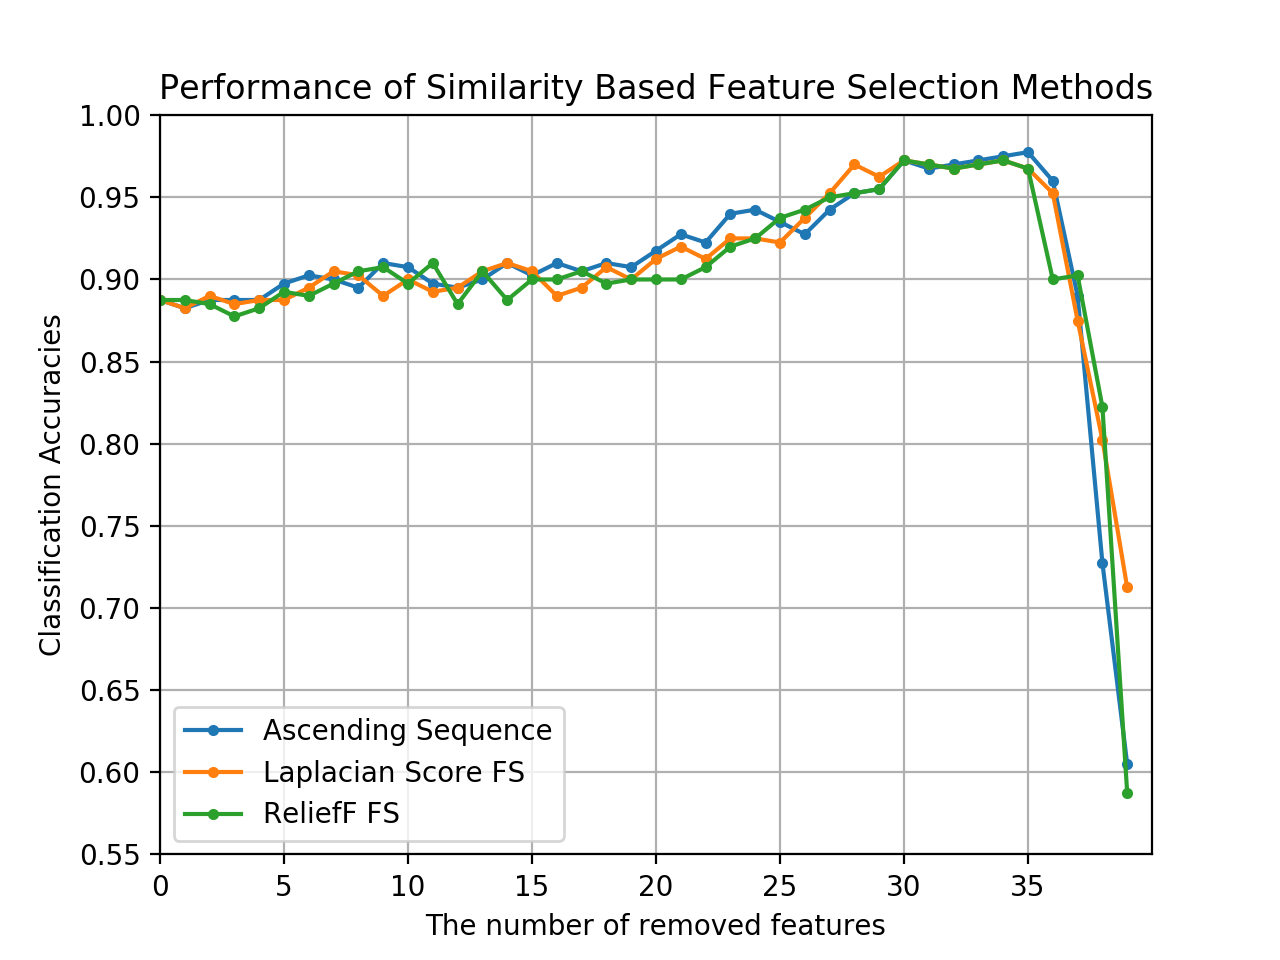 Performance of Similarity Based Feature Selection Methods
1.00
0.95
0.90
0.85
0.80
0.75
0.70
0.65
0.60
0.55
Classification Accuracies
Ascending Sequence
Laplacian Score FS
ReliefF FS
0 5 10 15 20 25 30 35
The number of removed features